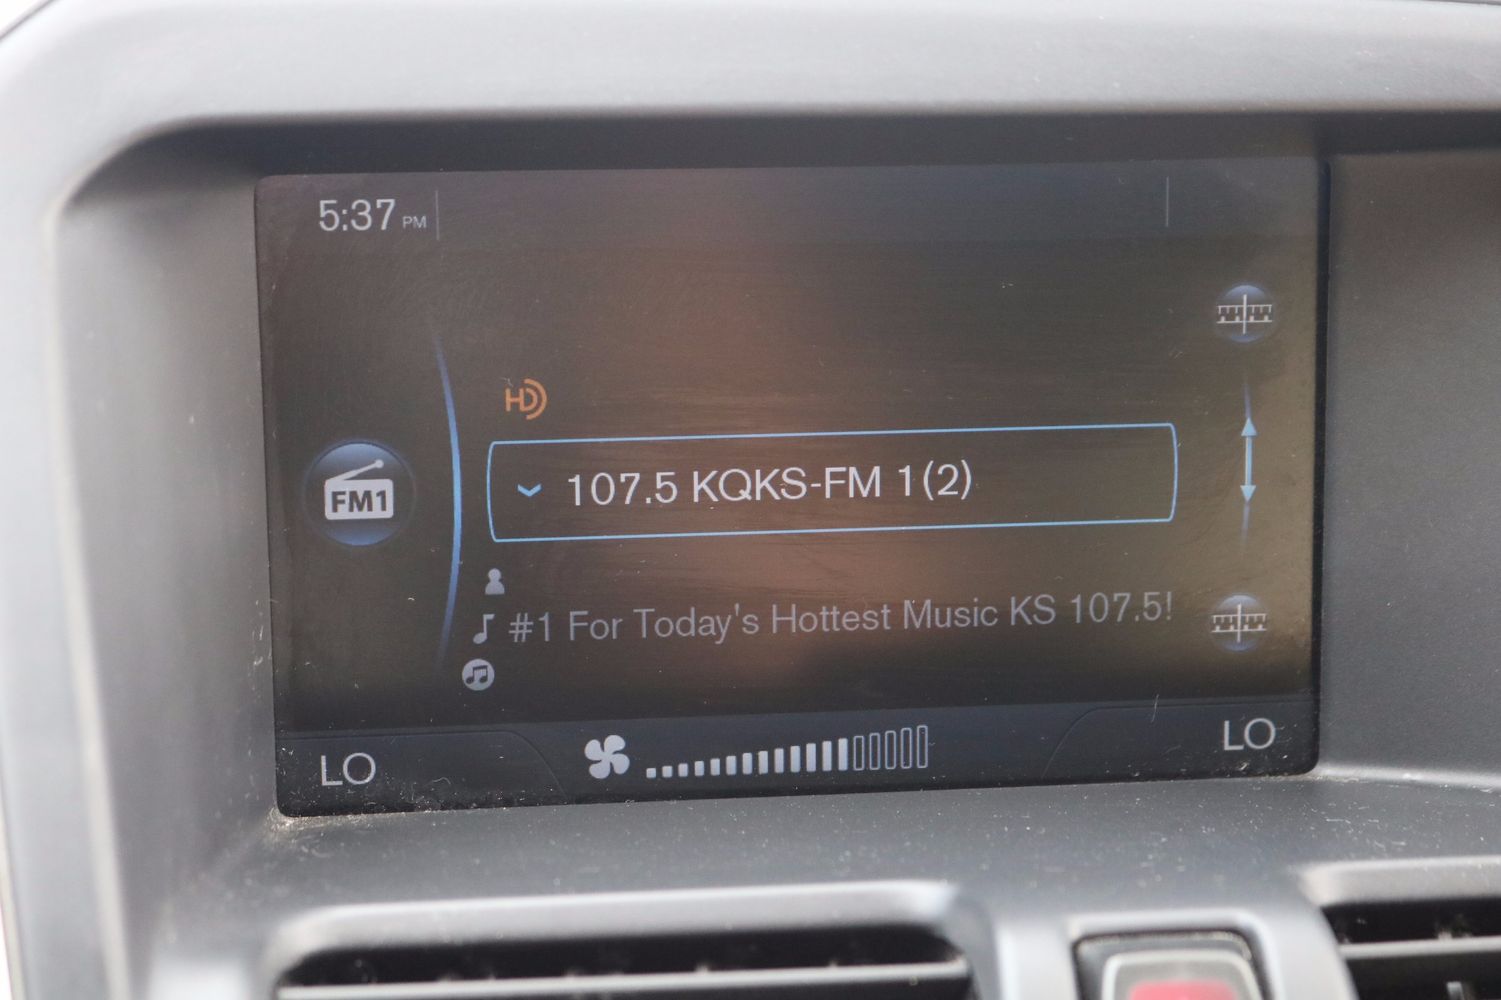 5:37 PM
HD
FM1
107.5 KQKS-FM 1(2)
#1 For Today's Hottest Music KS 107.5!
LO
LO